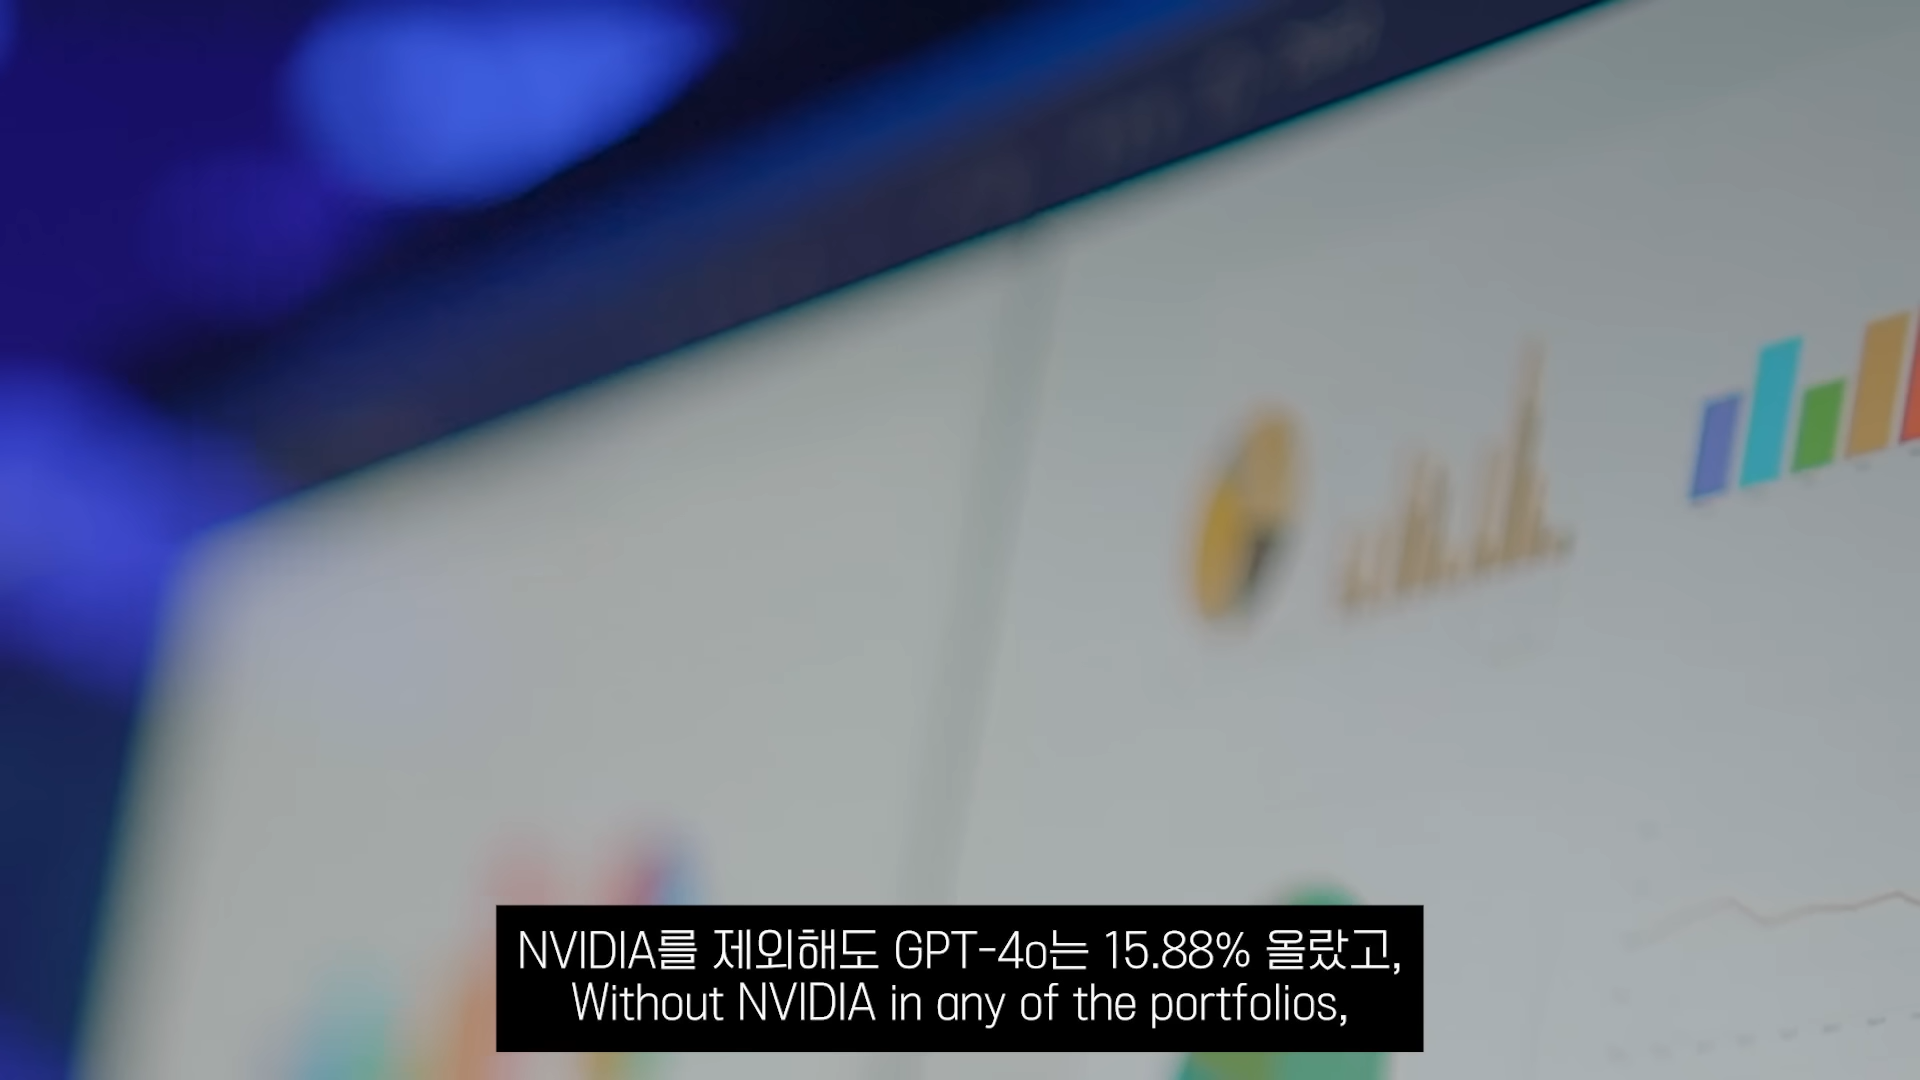 NVIDIA를 제외해도 GPT-4o는 15.88% 올랐고,
Without NVIDIA in any of the portfolios,